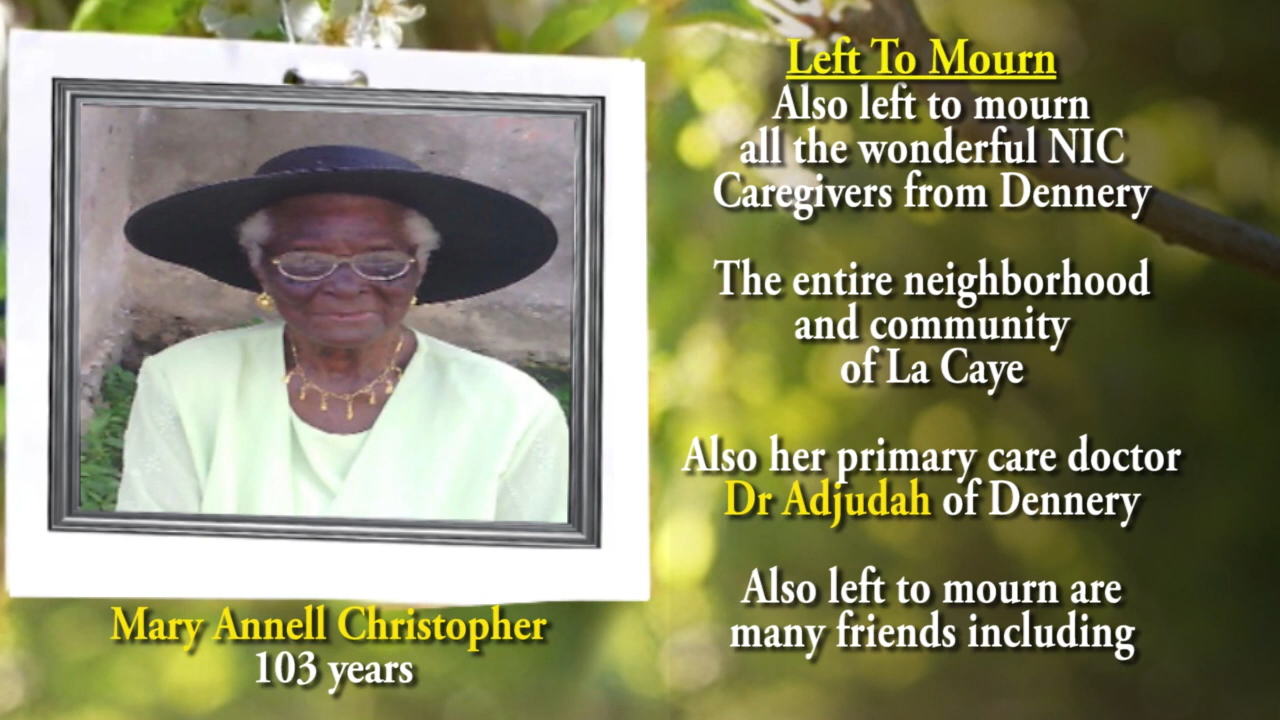 Left To Mourn
Also left to mourn
all the wonderful NIC
Caregivers from Dennery
The entire neighborhood
and community
of La Caye
Also her primary care doctor
Dr Adjudah of Dennery
Also left to mourn are
many friends including
Mary Annell Christopher
103 years